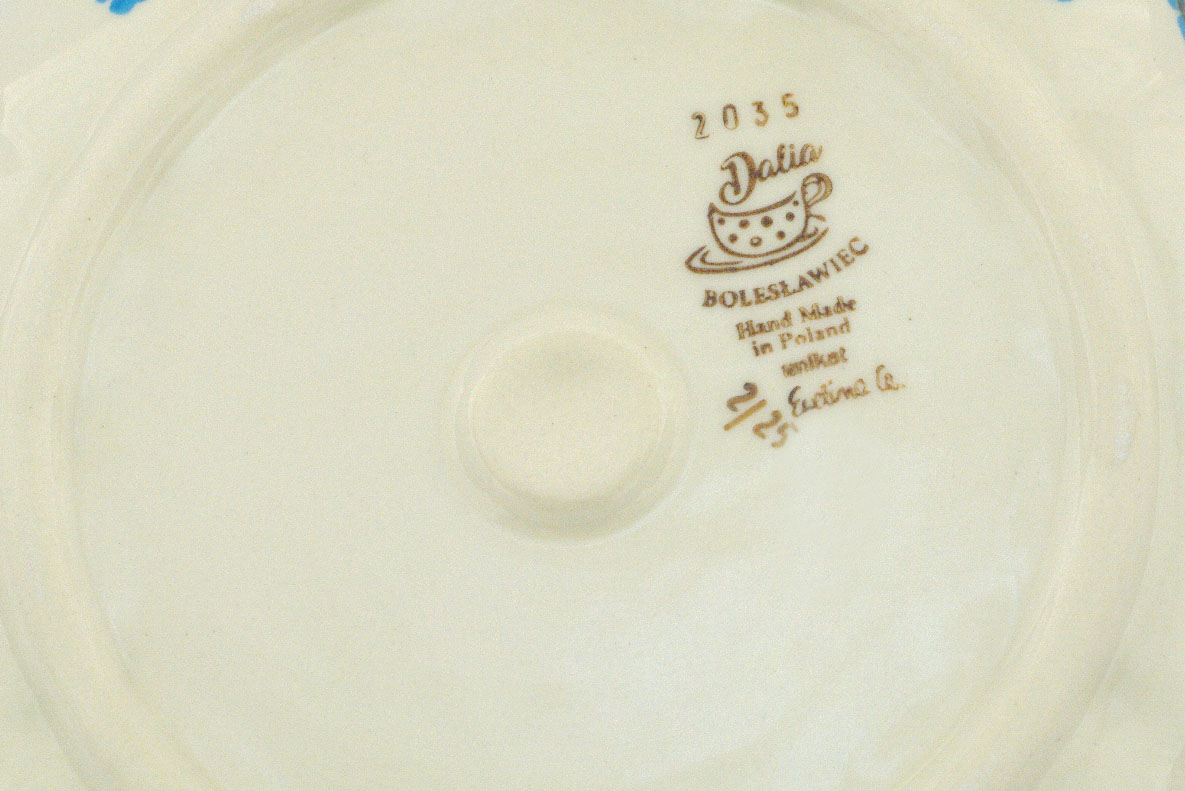 2035
Dalia
BOLESŁAWIEC
Hand Made
in Poland
unikat
2/25